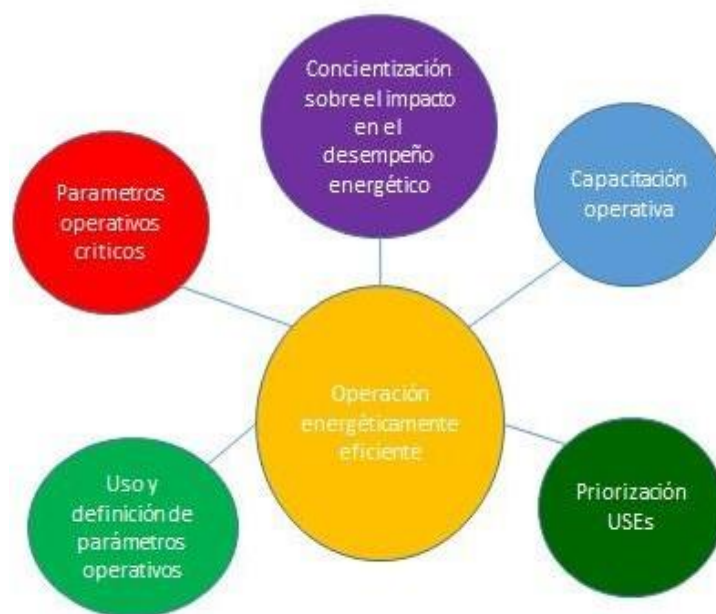 Concientización
sobre el impacto
en el
desempeño
energético
Capacitación
operativa
Parametros
operativos
criticos
Operación
energéticamente
eficiente
Uso y
definición de
parámetros
operativos
Priorización
USEs